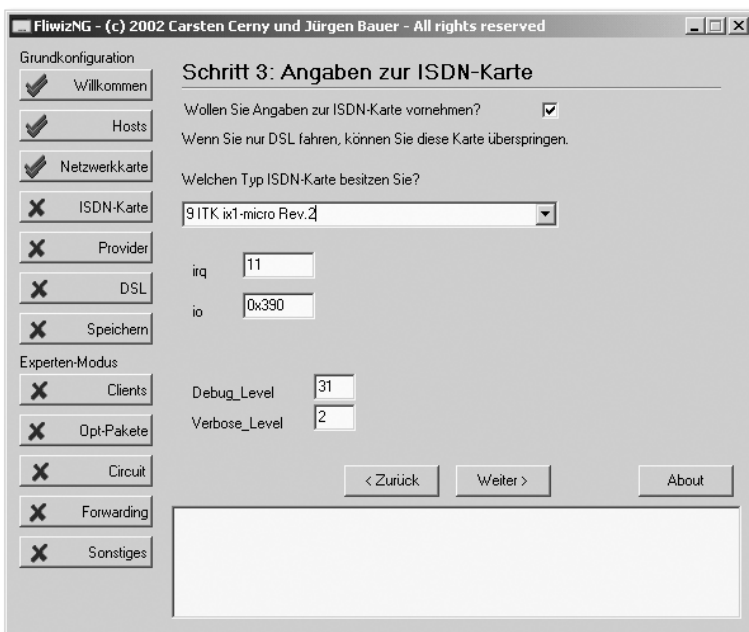 FliwizNG - (c) 2002 Carsten Cerny und Jürgen Bauer - All rights reserved
Grundkonfiguration
Willkommen
Hosts
Netzwerkkarte
ISDN-Karte
Provider
DSL
Speichern
Experten-Modus
Clients
Opt-Pakete
Circuit
Forwarding
Sonstiges
Schritt 3: Angaben zur ISDN-Karte
Wollen Sie Angaben zur ISDN-Karte vornehmen?
Wenn Sie nur DSL fahren, können Sie diese Karte überspringen.
Welchen Typ ISDN-Karte besitzen Sie?
9 ITK ix1-micro Rev.2
irq 11
io 0x390
Debug_Level 31
Verbose_Level 2
< Zurück Weiter > About